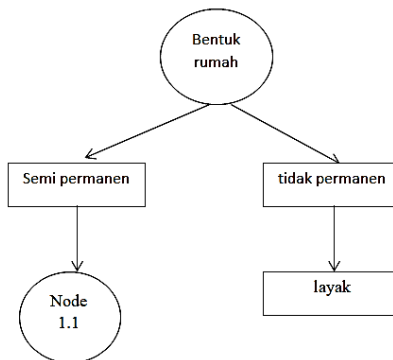 Bentuk
rumah
Semi permanen
tidak permanen
Node
1.1
layak